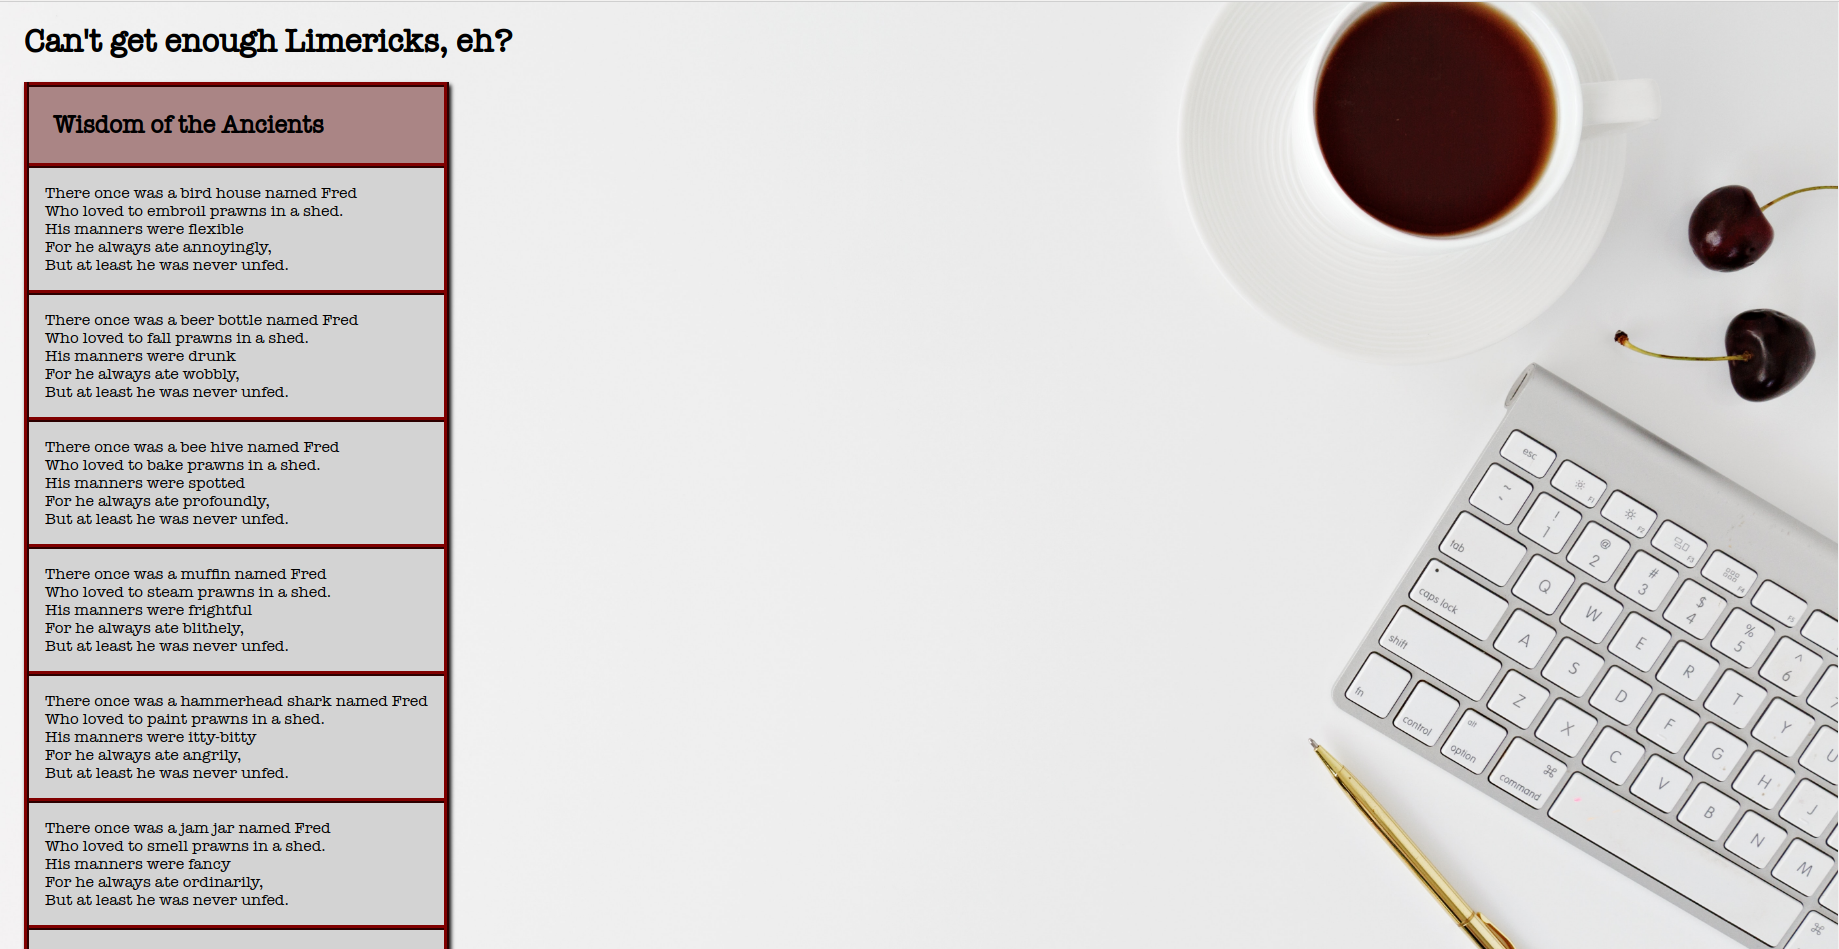 Can't get enough Limericks, eh?
Wisdom of the Ancients
There once was a bird house named Fred
Who loved to embroil prawns in a shed.
His manners were flexible
For he always ate annoyingly,
But at least he was never unfed.
There once was a beer bottle named Fred
Who loved to fall prawns in a shed.
His manners were drunk
For he always ate wobbly,
But at least he was never unfed.
There once was a bee hive named Fred
Who loved to bake prawns in a shed.
His manners were spotted
For he always ate profoundly,
But at least he was never unfed.
There once was a muffin named Fred
Who loved to steam prawns in a shed.
His manners were frightful
For he always ate blithely,
But at least he was never unfed.
There once was a hammerhead shark named Fred
Who loved to paint prawns in a shed.
His manners were itty-bitty
For he always ate angrily,
But at least he was never unfed.
There once was a jam jar named Fred
Who loved to smell prawns in a shed.
His manners were fancy
For he always ate ordinarily,
But at least he was never unfed.
esc
F1 F2 F3 F4 F5
~ ! @ # $ % ^
1 2 3 4 5 6 7
tab Q W E R T Y U
caps lock A S D F G H J
shift Z X C V B N M
fn control alt option ⌘ command ⌘